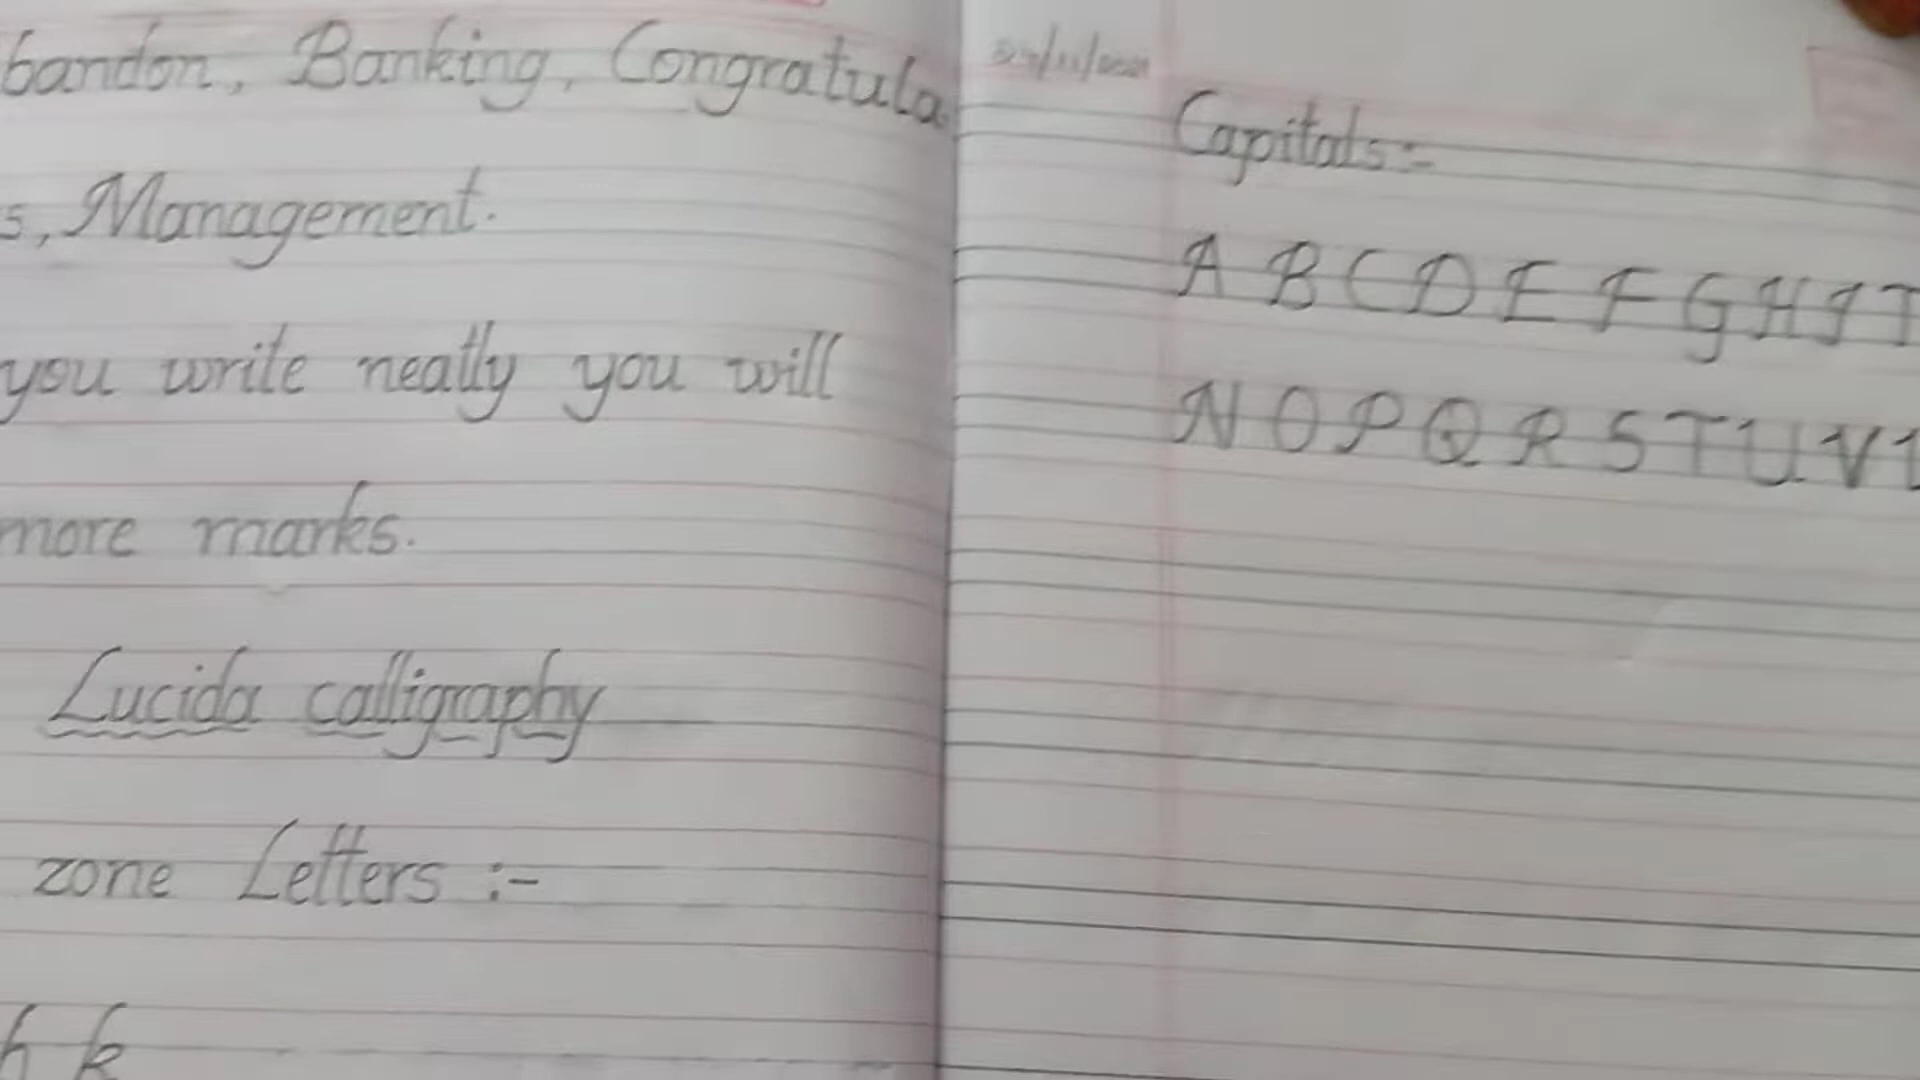 bandon, Banking, Congratula
s, Management.
you write neatly you will
more marks.
Lucida calligraphy
zone Letters :-
h k
Capitals:-
A B C D E F G H I J
N O P Q R S T U V